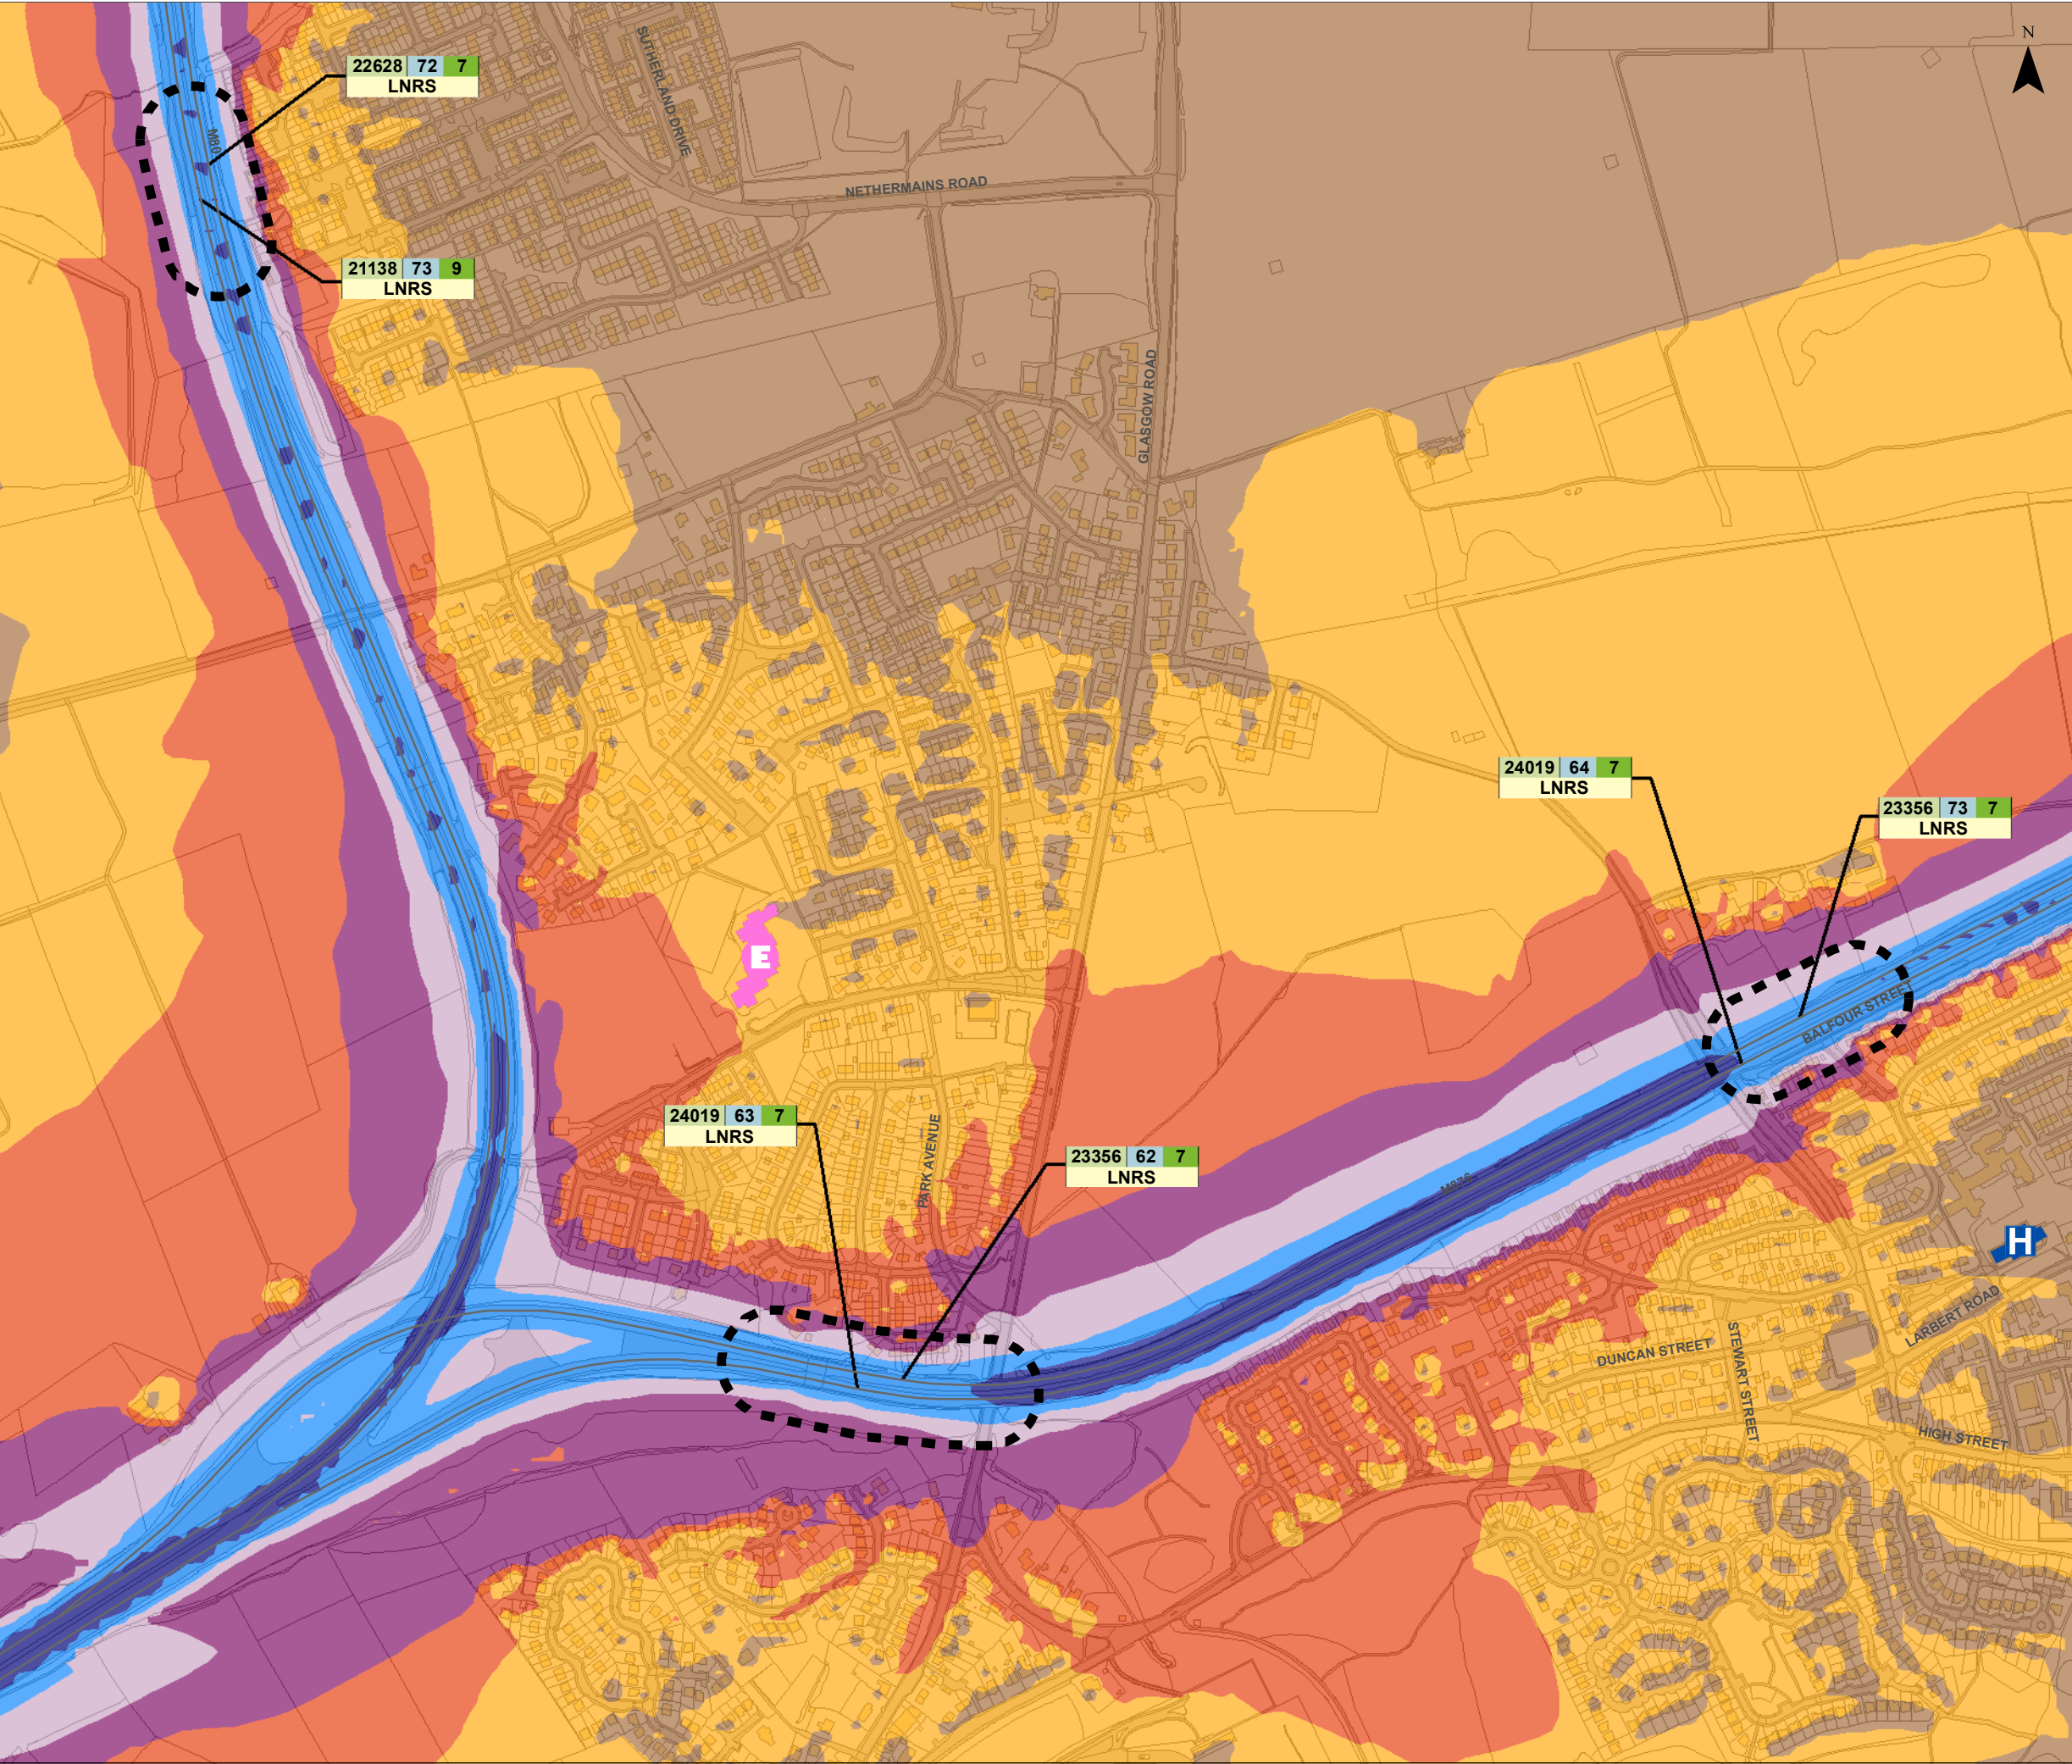 N
SUTHERLAND DRIVE
22628 72 7
LNRS
M80
NETHERMAINS ROAD
21138 73 9
LNRS
GLASGOW ROAD
24019 64 7
LNRS
23356 73 7
LNRS
E
BALFOUR STREET
24019 63 7
LNRS
PARK AVENUE
23356 62 7
LNRS
M876
H
LARBERT ROAD
DUNCAN STREET
STEWART STREET
HIGH STREET